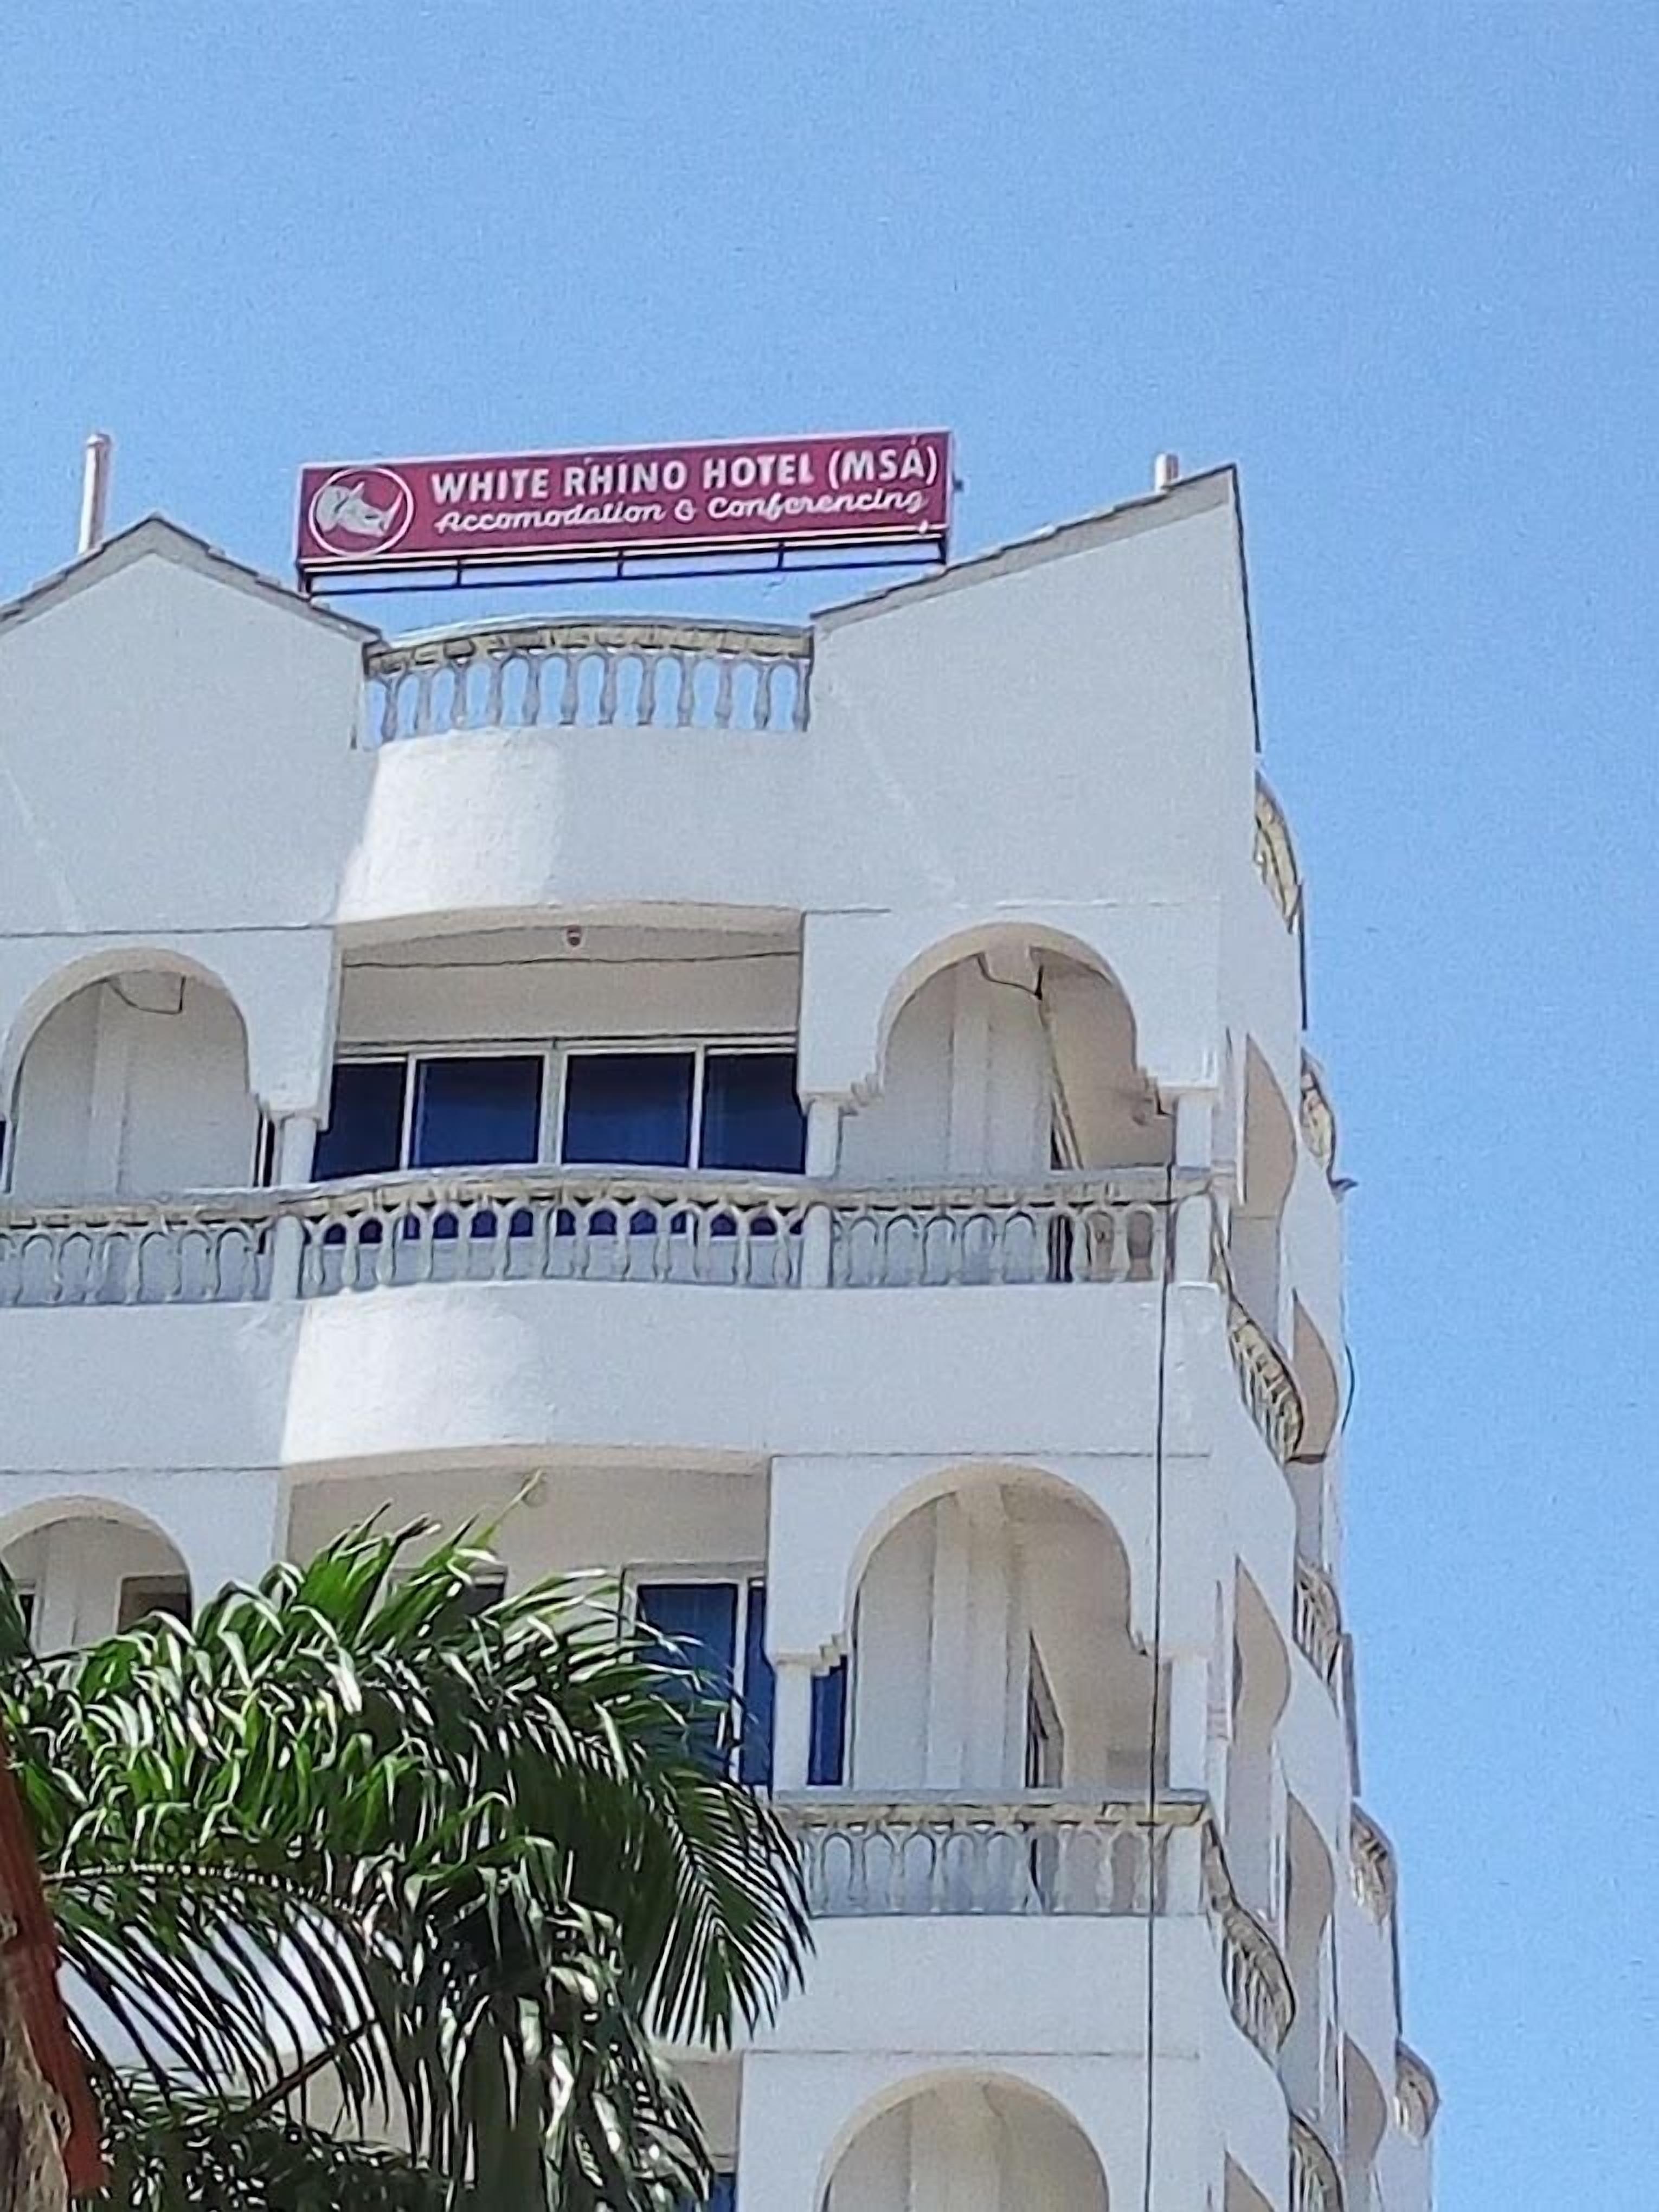 WHITE RHINO HOTEL (MSA)
Accomodation & Conferencing